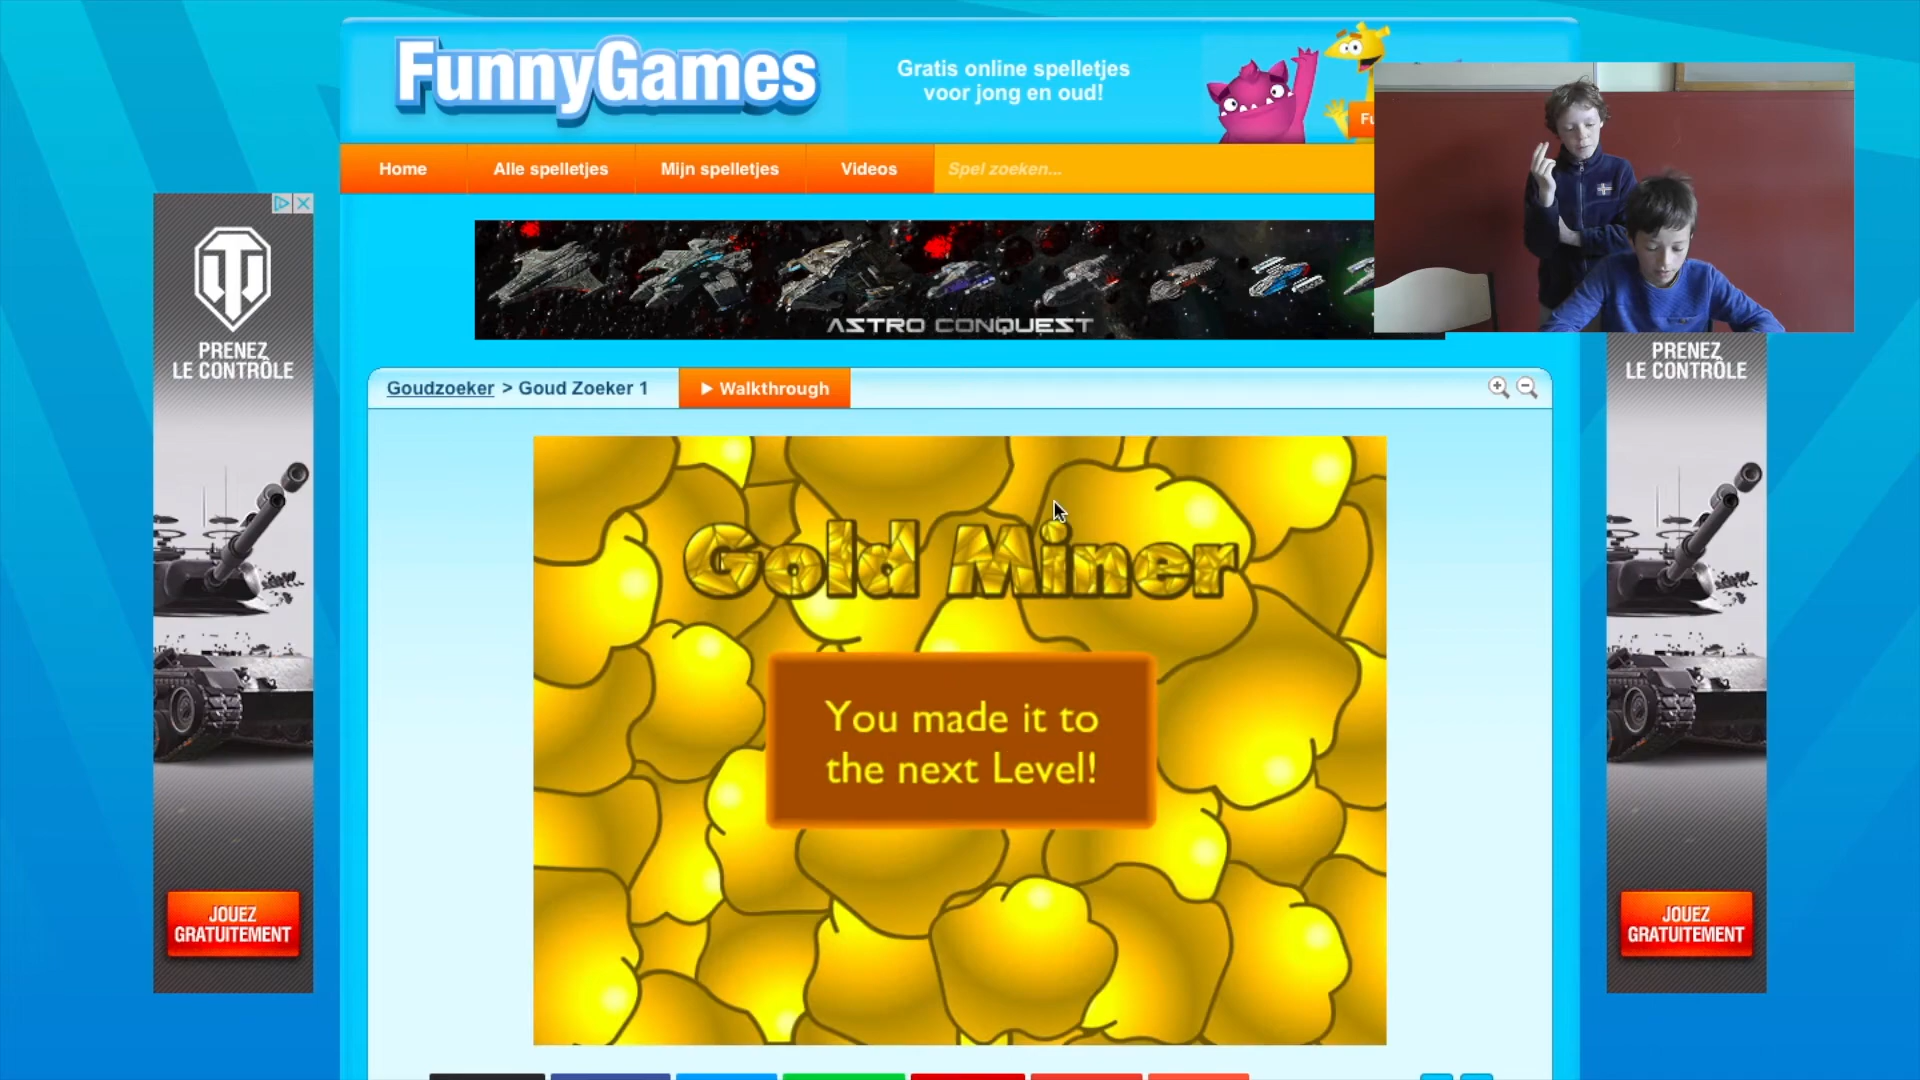 FunnyGames
Gratis online spelletjes
voor jong en oud!
Home
Alle spelletjes
Mijn spelletjes
Videos
Spel zoeken...
ASTRO CONQUEST
PRENEZ
LE CONTRÔLE
PRENEZ
LE CONTRÔLE
Goudzoeker > Goud Zoeker 1
Walkthrough
Gold Miner
You made it to
the next Level!
JOUEZ
GRATUITEMENT
JOUEZ
GRATUITEMENT